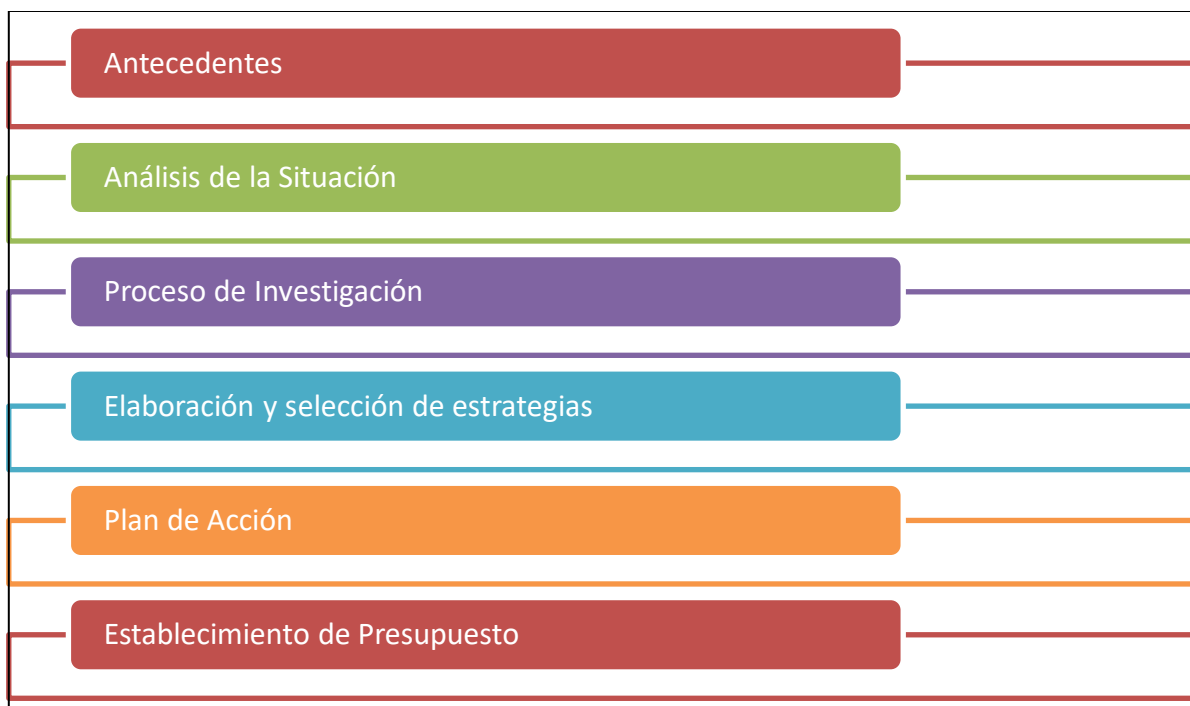 Antecedentes
Análisis de la Situación
Proceso de Investigación
Elaboración y selección de estrategias
Plan de Acción
Establecimiento de Presupuesto